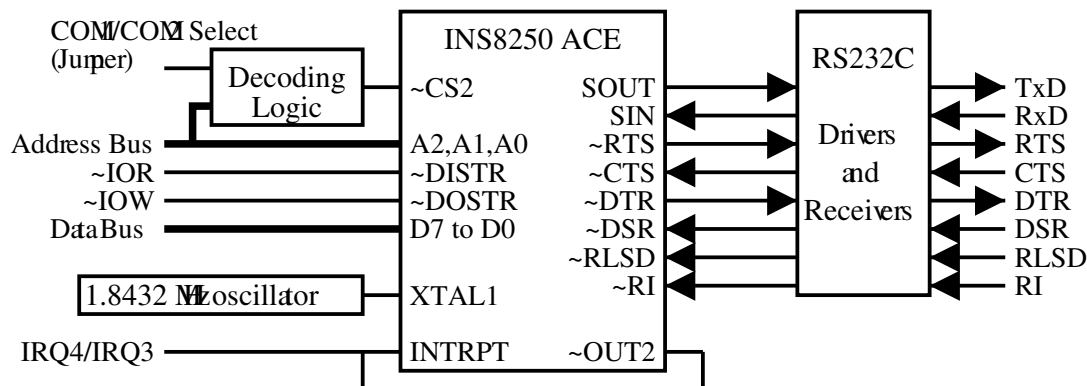 COM1/COM2 Select
(Jumper)
Decoding
Logic
Address Bus
~IOR
~IOW
Data Bus
1.8432 MHz oscillator
IRQ4/IRQ3
INS8250 ACE
~CS2
A2,A1,A0
~DISTR
~DOSTR
D7 to D0
XTAL1
INTRPT
SOUT
SIN
~RTS
~CTS
~DTR
~DSR
~RLSD
~RI
~OUT2
RS232C
Drivers
and
Receivers
TxD
RxD
RTS
CTS
DTR
DSR
RLSD
RI